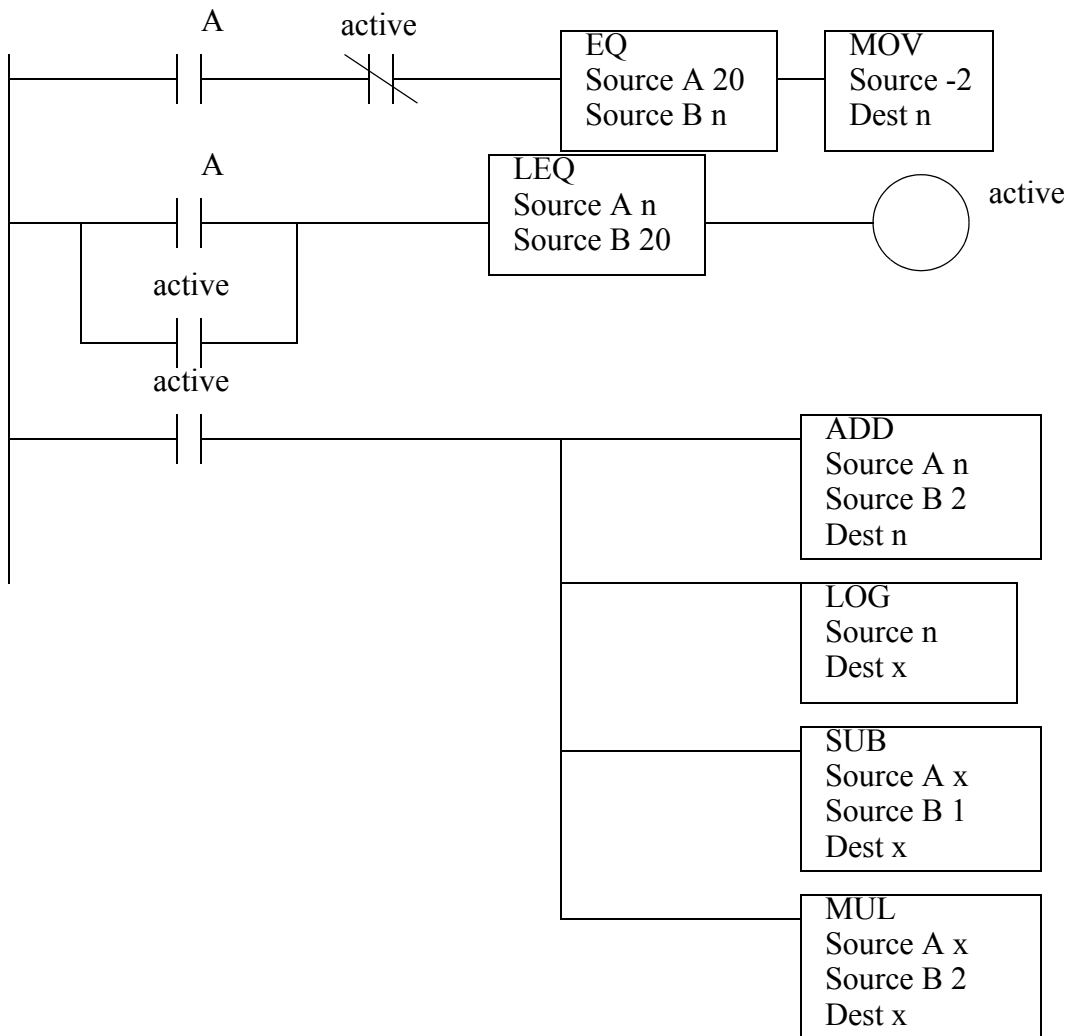 A
active
EQ
Source A 20
Source B n
MOV
Source -2
Dest n
A
LEQ
Source A n
Source B 20
active
active
active
ADD
Source A n
Source B 2
Dest n
LOG
Source n
Dest x
SUB
Source A x
Source B 1
Dest x
MUL
Source A x
Source B 2
Dest x